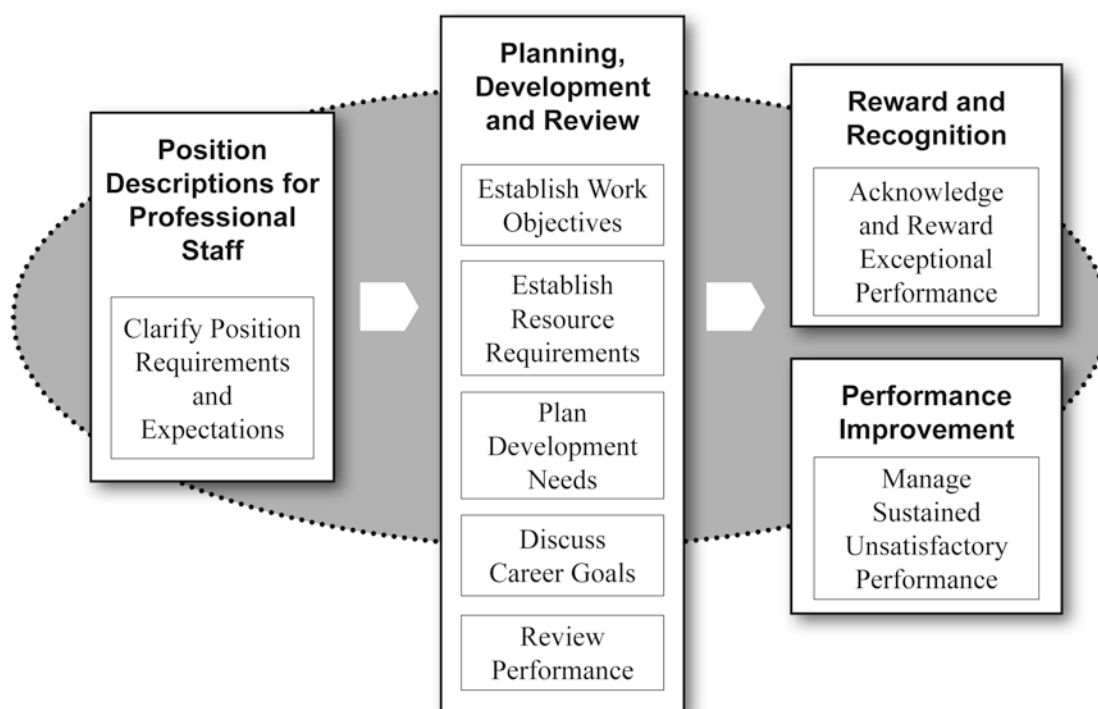 Position
Descriptions for
Professional
Staff
Clarify Position
Requirements
and
Expectations
Planning,
Development
and Review
Establish Work
Objectives
Establish
Resource
Requirements
Plan
Development
Needs
Discuss
Career Goals
Review
Performance
Reward and
Recognition
Acknowledge
and Reward
Exceptional
Performance
Performance
Improvement
Manage
Sustained
Unsatisfactory
Performance